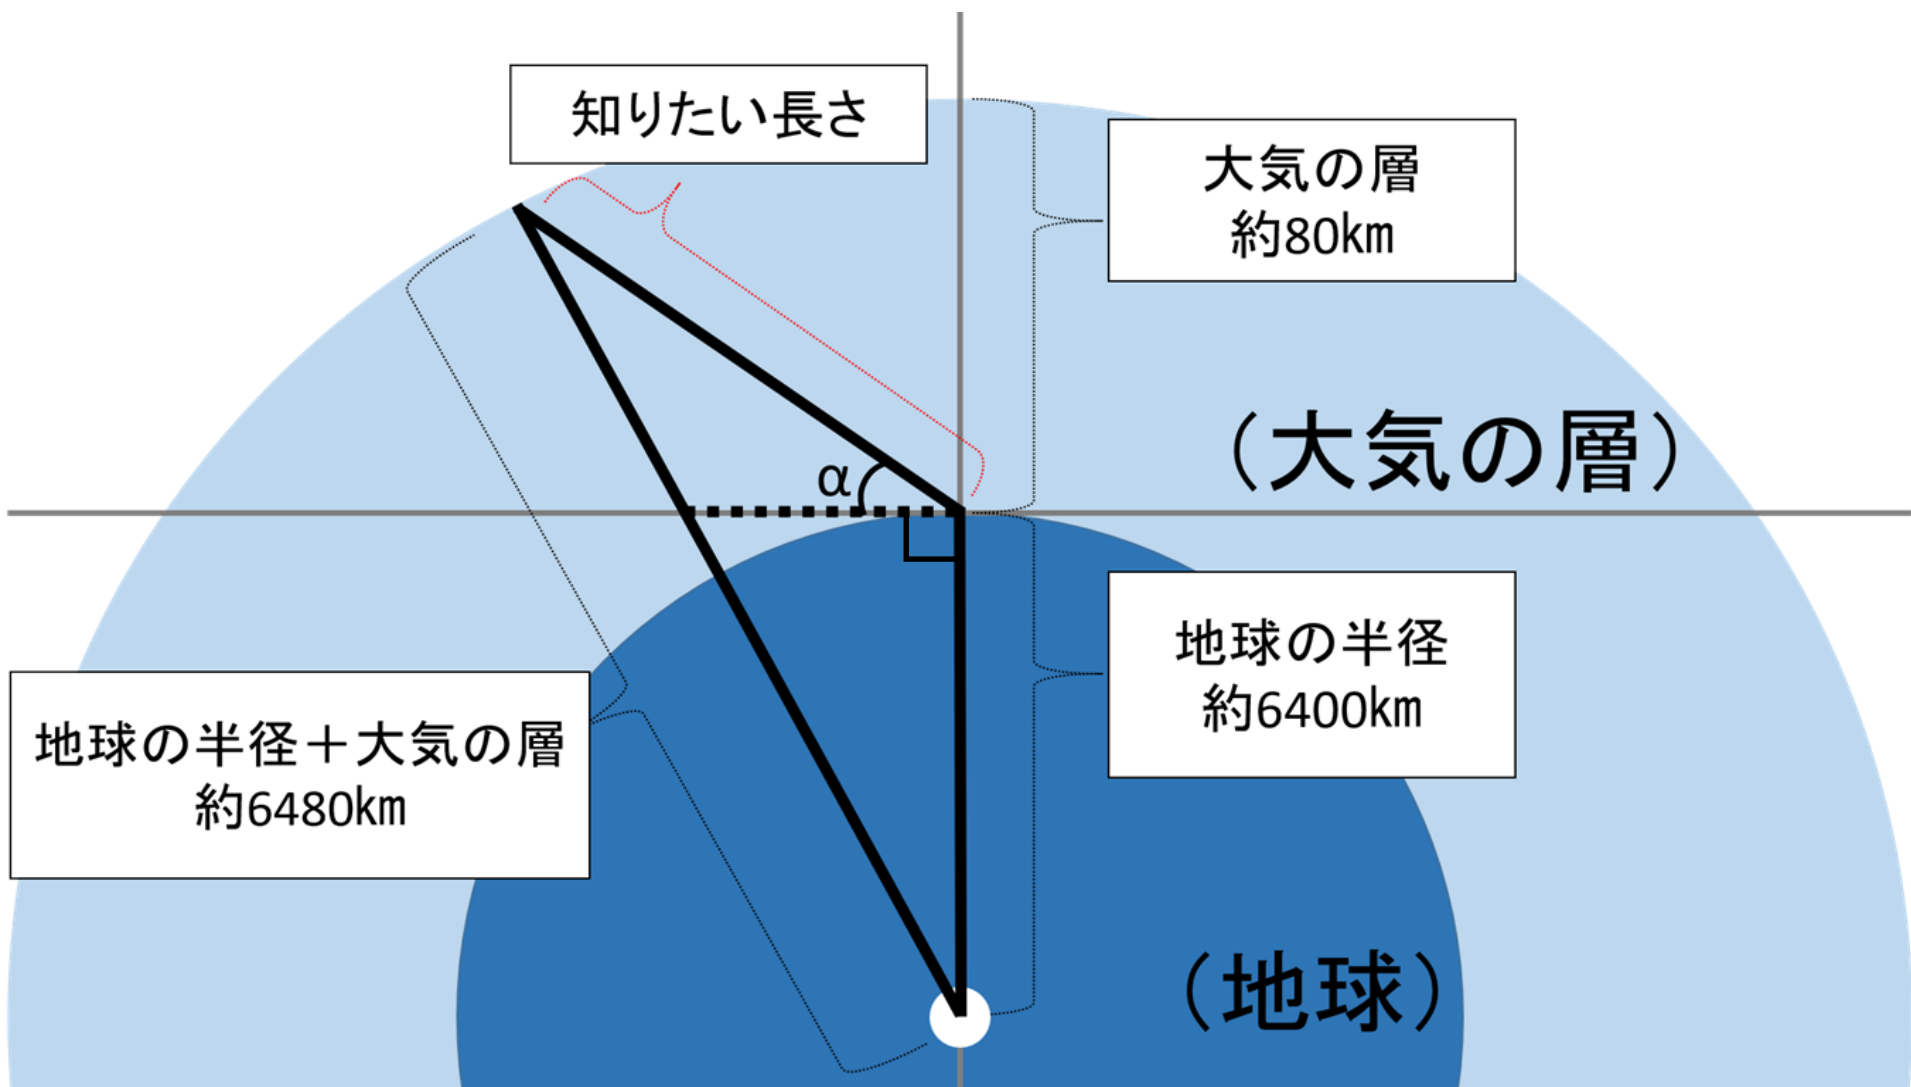 知りたい長さ
大気の層
約80㎞
（大気の層）
α
地球の半径
約6400㎞
地球の半径＋大気の層
約6480㎞
（地球）